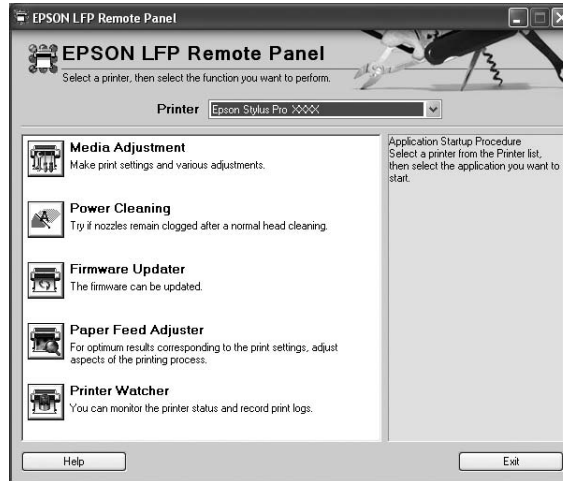 EPSON LFP Remote Panel
EPSON LFP Remote Panel
Select a printer, then select the function you want to perform.
Printer
Epson Stylus Pro XXXX
Media Adjustment
Make print settings and various adjustments.
Power Cleaning
Try if nozzles remain clogged after a normal head cleaning.
Firmware Updater
The firmware can be updated.
Paper Feed Adjuster
For optimum results corresponding to the print settings, adjust
aspects of the printing process.
Printer Watcher
You can monitor the printer status and record print logs.
Application Startup Procedure
Select a printer from the Printer list,
then select the application you want to
start.
Help
Exit